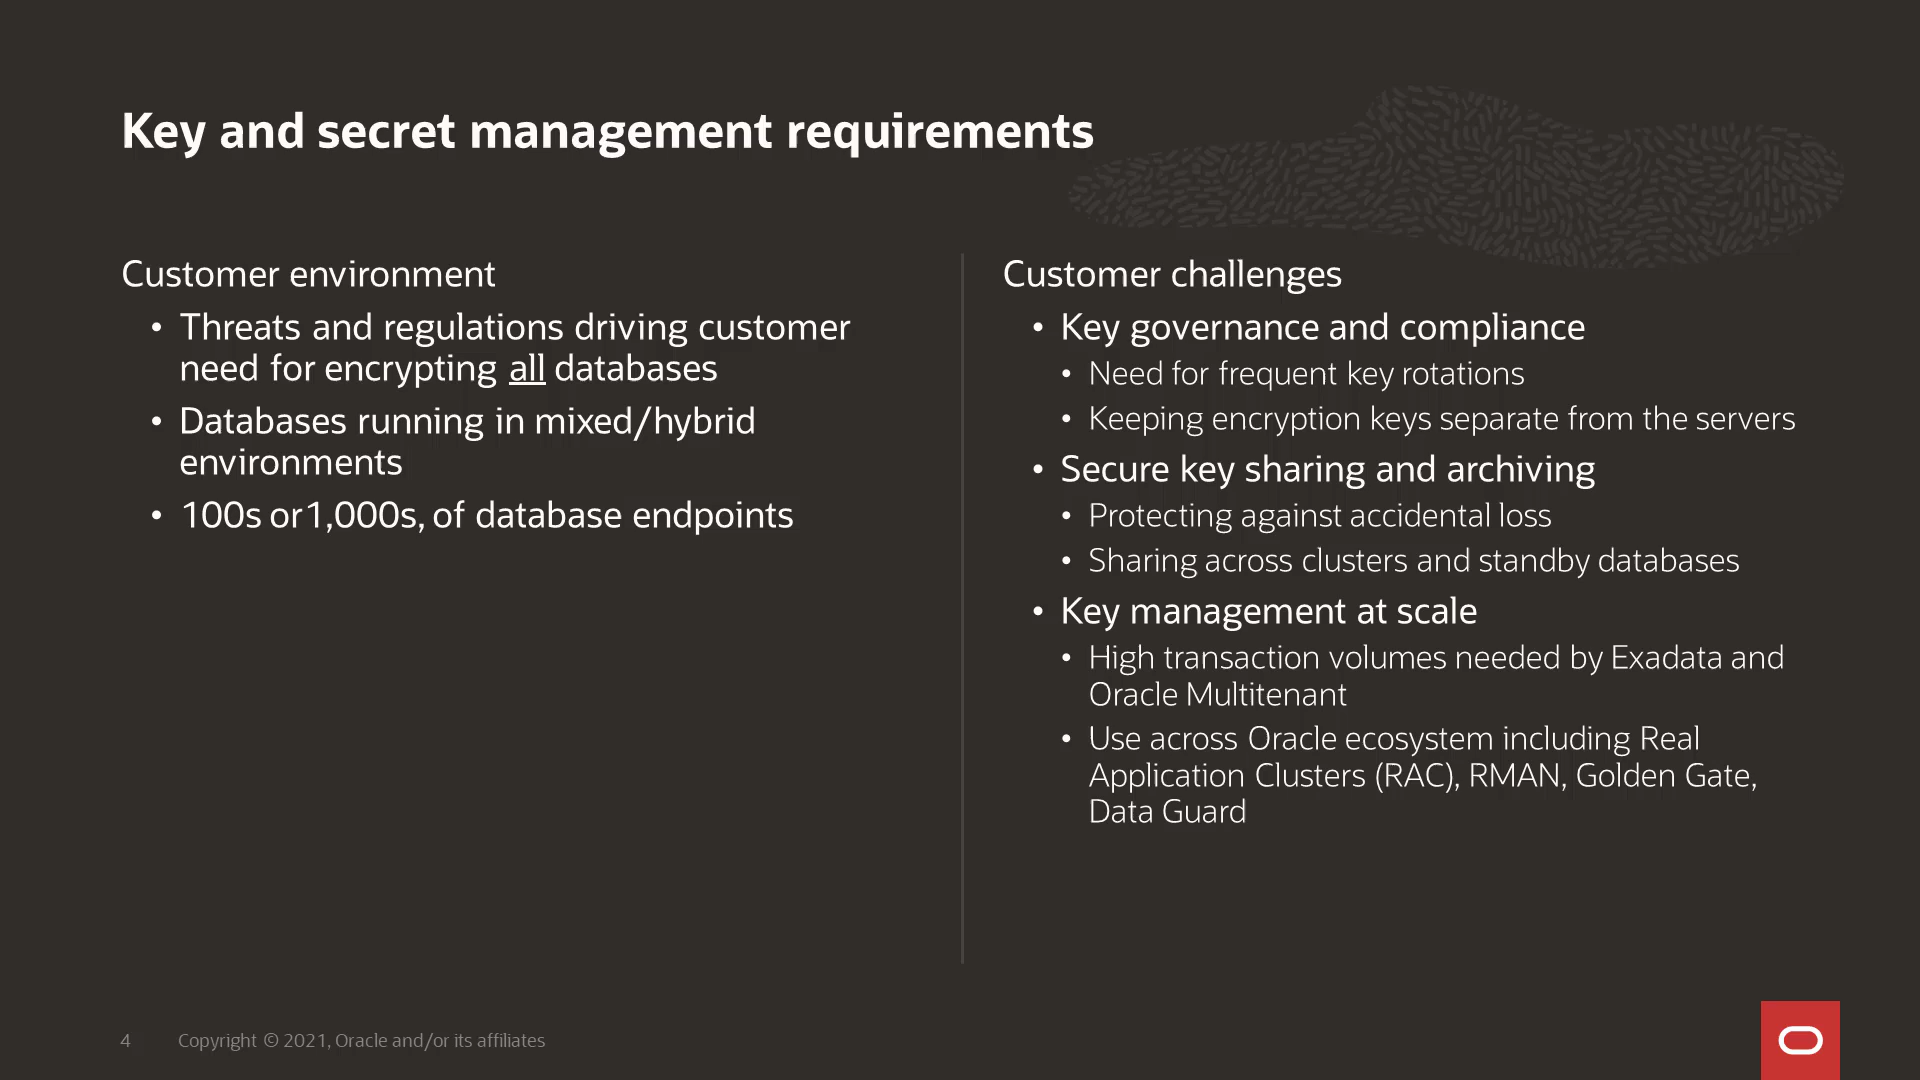 Key and secret management requirements
Customer environment
• Threats and regulations driving customer
need for encrypting all databases
• Databases running in mixed/hybrid
environments
• 100s or1,000s, of database endpoints
Customer challenges
• Key governance and compliance
• Need for frequent key rotations
• Keeping encryption keys separate from the servers
• Secure key sharing and archiving
• Protecting against accidental loss
• Sharing across clusters and standby databases
• Key management at scale
• High transaction volumes needed by Exadata and
Oracle Multitenant
• Use across Oracle ecosystem including Real
Application Clusters (RAC), RMAN, Golden Gate,
Data Guard
4 Copyright © 2021, Oracle and/or its affiliates